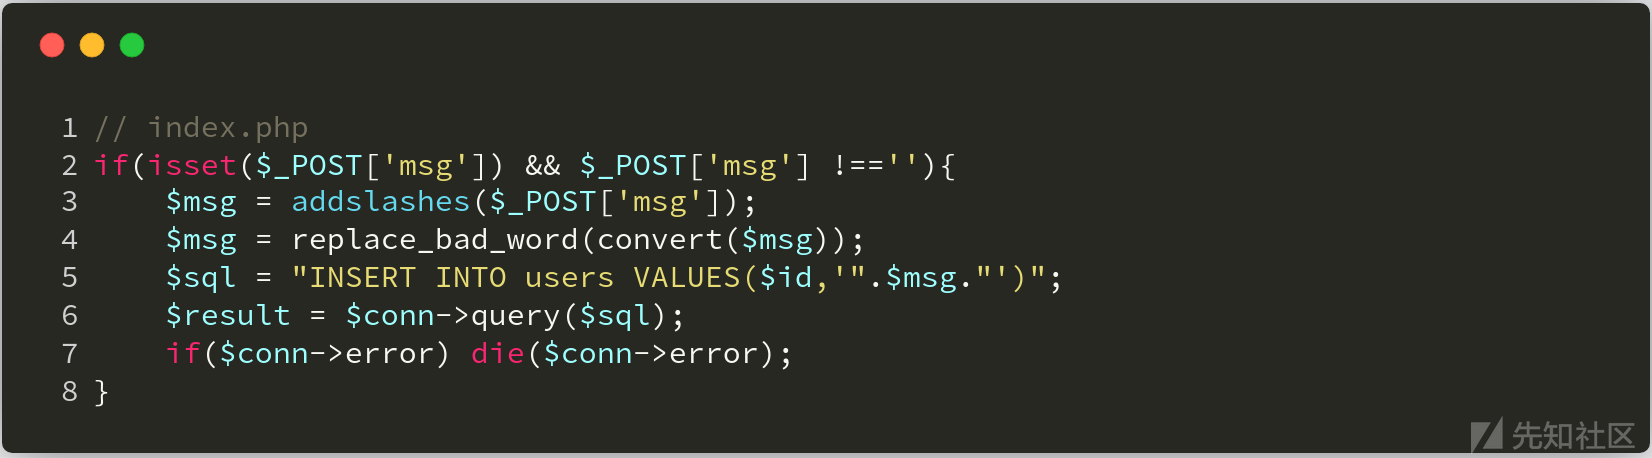 1 // index.php
2 if(isset($_POST['msg']) && $_POST['msg'] !==''){
3     $msg = addslashes($_POST['msg']);
4     $msg = replace_bad_word(convert($msg));
5     $sql = "INSERT INTO users VALUES($id,'".$msg."')";
6     $result = $conn->query($sql);
7     if($conn->error) die($conn->error);
8 }
先知社区